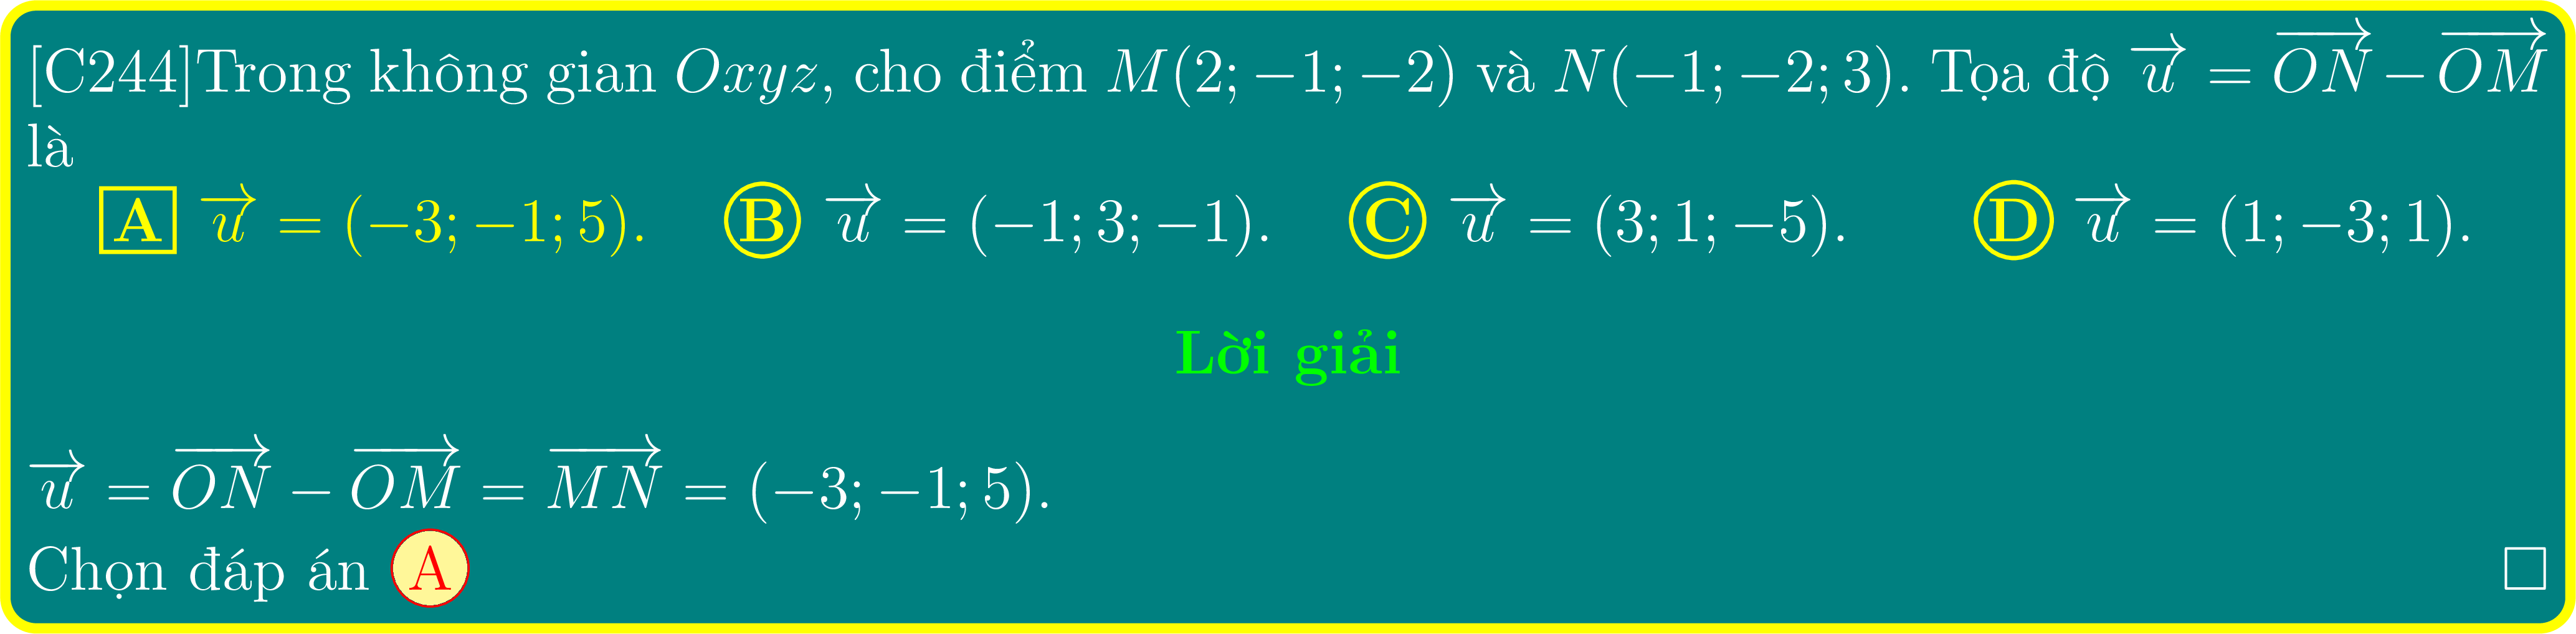 [C244]Trong không gian $Oxyz$, cho điểm $M(2;-1;-2)$ và $N(-1;-2;3)$. Tọa độ $\overrightarrow{u} = \overrightarrow{ON} - \overrightarrow{OM}$
là
A $\overrightarrow{u} = (-3;-1;5)$. B $\overrightarrow{u} = (-1;3;-1)$. C $\overrightarrow{u} = (3;1;-5)$. D $\overrightarrow{u} = (1;-3;1)$.
Lời giải
$\overrightarrow{u} = \overrightarrow{ON} - \overrightarrow{OM} = \overrightarrow{MN} = (-3;-1;5)$.
Chọn đáp án A □